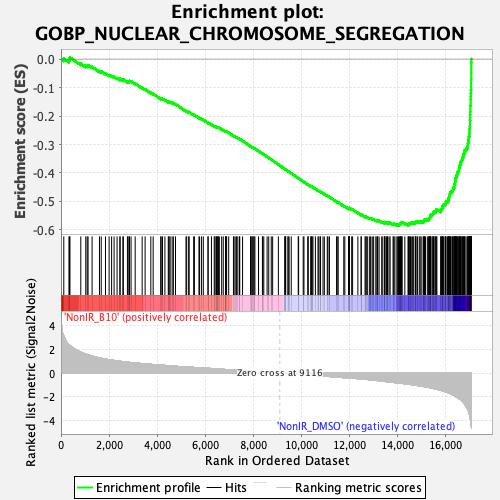 Enrichment plot:
GOBP_NUCLEAR_CHROMOSOME_SEGREGATION
Enrichment score (ES)
0.0
-0.1
-0.2
-0.3
-0.4
-0.5
-0.6
'NonIR_B10' (positively correlated)
Ranked list metric (Signal2Noise)
4
2
0
-2
-4
Zero cross at 9116
'NonIR_DMSO' (negatively correlated)
0
2,000
4,000
6,000
8,000
10,000
12,000
14,000
16,000
Rank in Ordered Dataset
Enrichment profile
Hits
Ranking metric scores